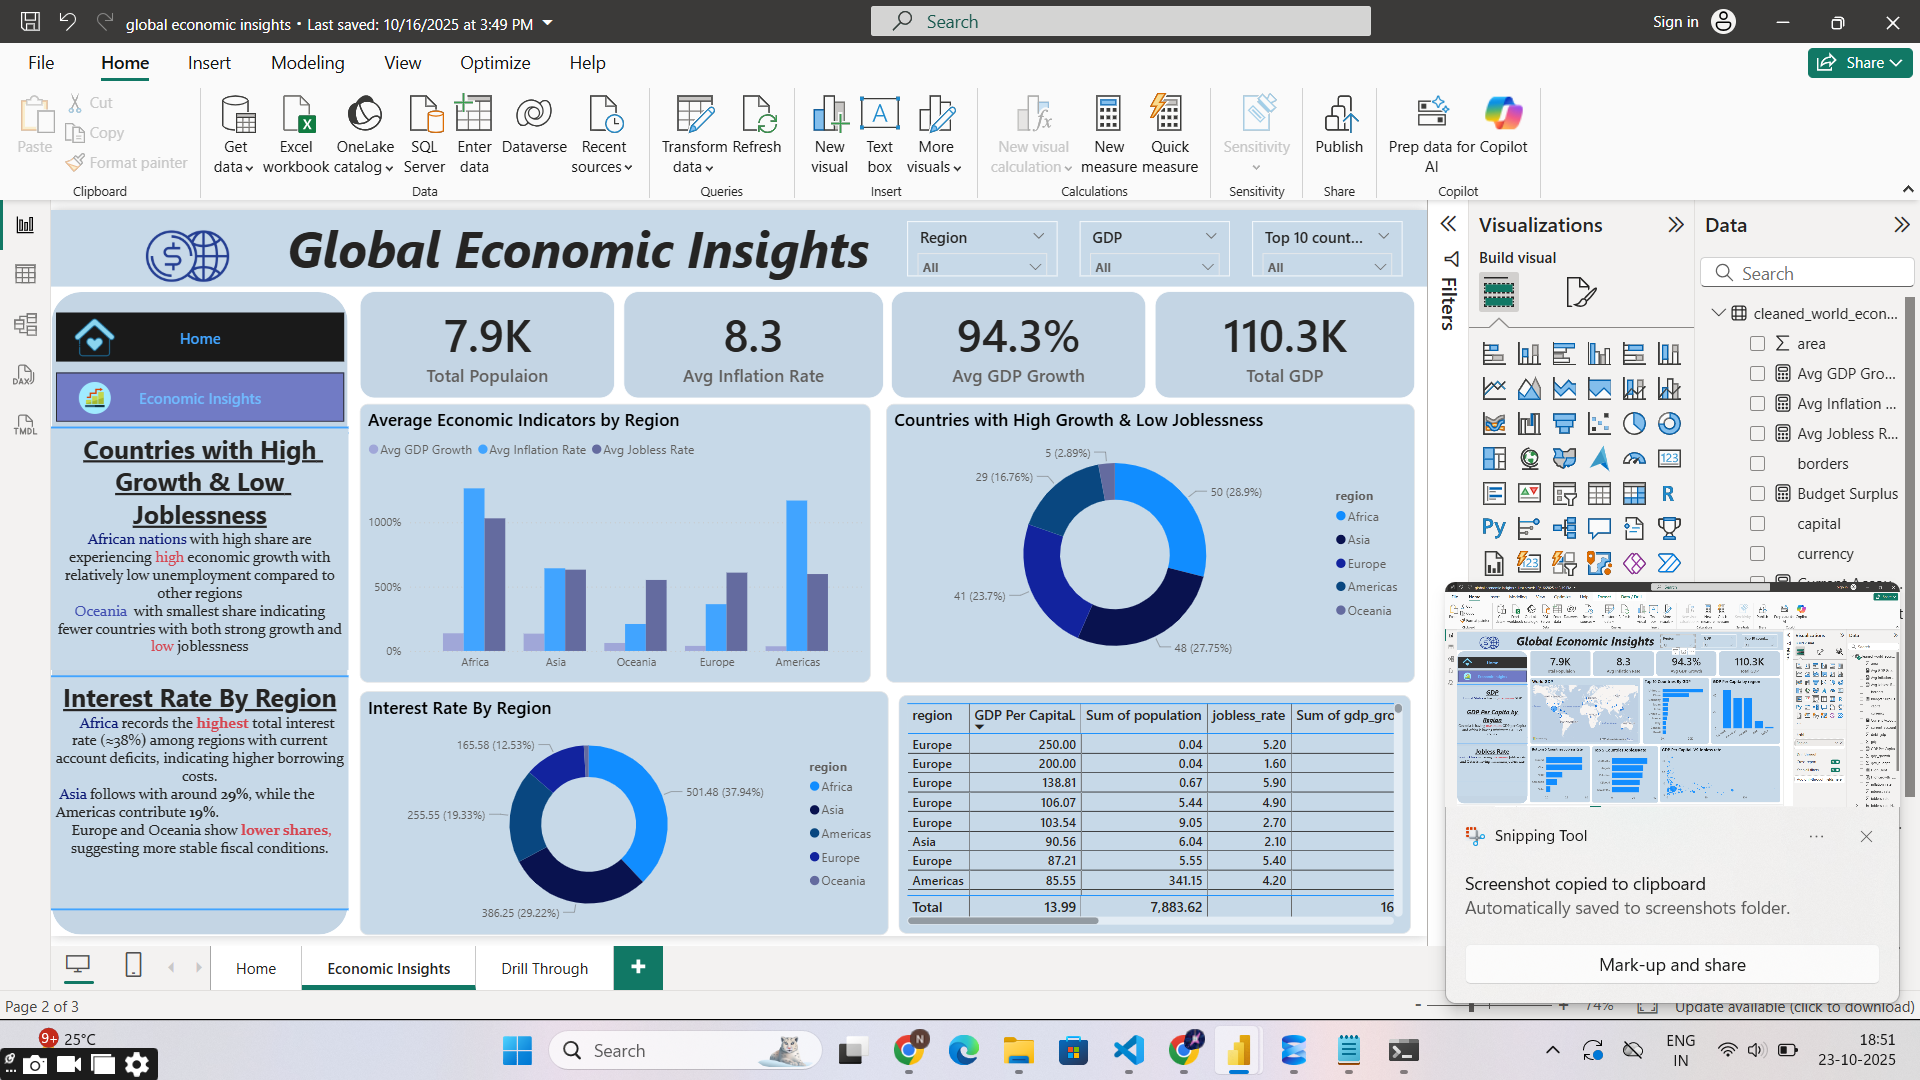 global economic insights • Last saved: 10/16/2025 at 3:49 PM
Search
Sign in
File
Home
Insert
Modeling
View
Optimize
Help
Share
Paste
Cut
Copy
Format painter
Clipboard
Get data
Excel workbook
OneLake catalog
SQL Server
Enter data
Dataverse
Recent sources
Data
Transform data
Refresh
Queries
New visual
Text box
More visuals
Insert
New visual calculation
New measure
Quick measure
Calculations
Sensitivity
Sensitivity
Publish
Share
Prep data for AI
Copilot
Copilot
Global Economic Insights
Region
All
GDP
All
Top 10 count...
All
Home
Economic Insights
7.9K
Total Populaion
8.3
Avg Inflation Rate
94.3%
Avg GDP Growth
110.3K
Total GDP
Countries with High
Growth & Low
Joblessness
African nations with high share are
experiencing high economic growth with
relatively low unemployment compared to
other regions
Oceania with smallest share indicating
fewer countries with both strong growth and
low joblessness
Interest Rate By Region
Africa records the highest total interest
rate (≈38%) among regions with current
account deficits, indicating higher borrowing
costs.
Asia follows with around 29%, while the
Americas contribute 19%.
Europe and Oceania show lower shares,
suggesting more stable fiscal conditions.
Average Economic Indicators by Region
Avg GDP Growth Avg Inflation Rate Avg Jobless Rate
1000%
500%
0%
Africa Asia Oceania Europe Americas
Countries with High Growth & Low Joblessness
5 (2.89%)
29 (16.76%)
50 (28.9%)
41 (23.7%)
48 (27.75%)
region
Africa
Asia
Europe
Americas
Oceania
Interest Rate By Region
165.58 (12.53%)
501.48 (37.94%)
255.55 (19.33%)
386.25 (29.22%)
region
Africa
Asia
Americas
Europe
Oceania
region GDP Per CapitaL Sum of population jobless_rate Sum of gdp_gro
Europe 250.00 0.04 5.20
Europe 200.00 0.04 1.60
Europe 138.81 0.67 5.90
Europe 106.07 5.44 4.90
Europe 103.54 9.05 2.70
Asia 90.56 6.04 2.10
Europe 87.21 5.55 5.40
Americas 85.55 341.15 4.20
Total 13.99 7,883.62 16
Filters
Visualizations
Build visual
Data
Search
cleaned_world_econ...
area
Avg GDP Gro...
Avg Inflation ...
Avg Jobless R...
borders
Budget Surplus
capital
currency
Global Economic Insights
7.9K
8.3
94.3%
110.3K
Snipping Tool
Screenshot copied to clipboard
Automatically saved to screenshots folder.
Mark-up and share
Home
Economic Insights
Drill Through
Page 2 of 3
74%
Update available (click to download)
9+
25°C
Search
ENG
IN
18:51
23-10-2025